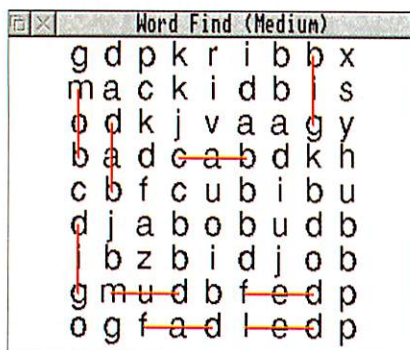 Word Find (Medium)
g d p k r i b b x
m a c k i d b i s
o d k j v a a g y
b a d c a b d k h
c b f c u b i b u
d j a b o b u d b
i b z b i d j o b
g m u d b f e d p
o g f a d l e d p